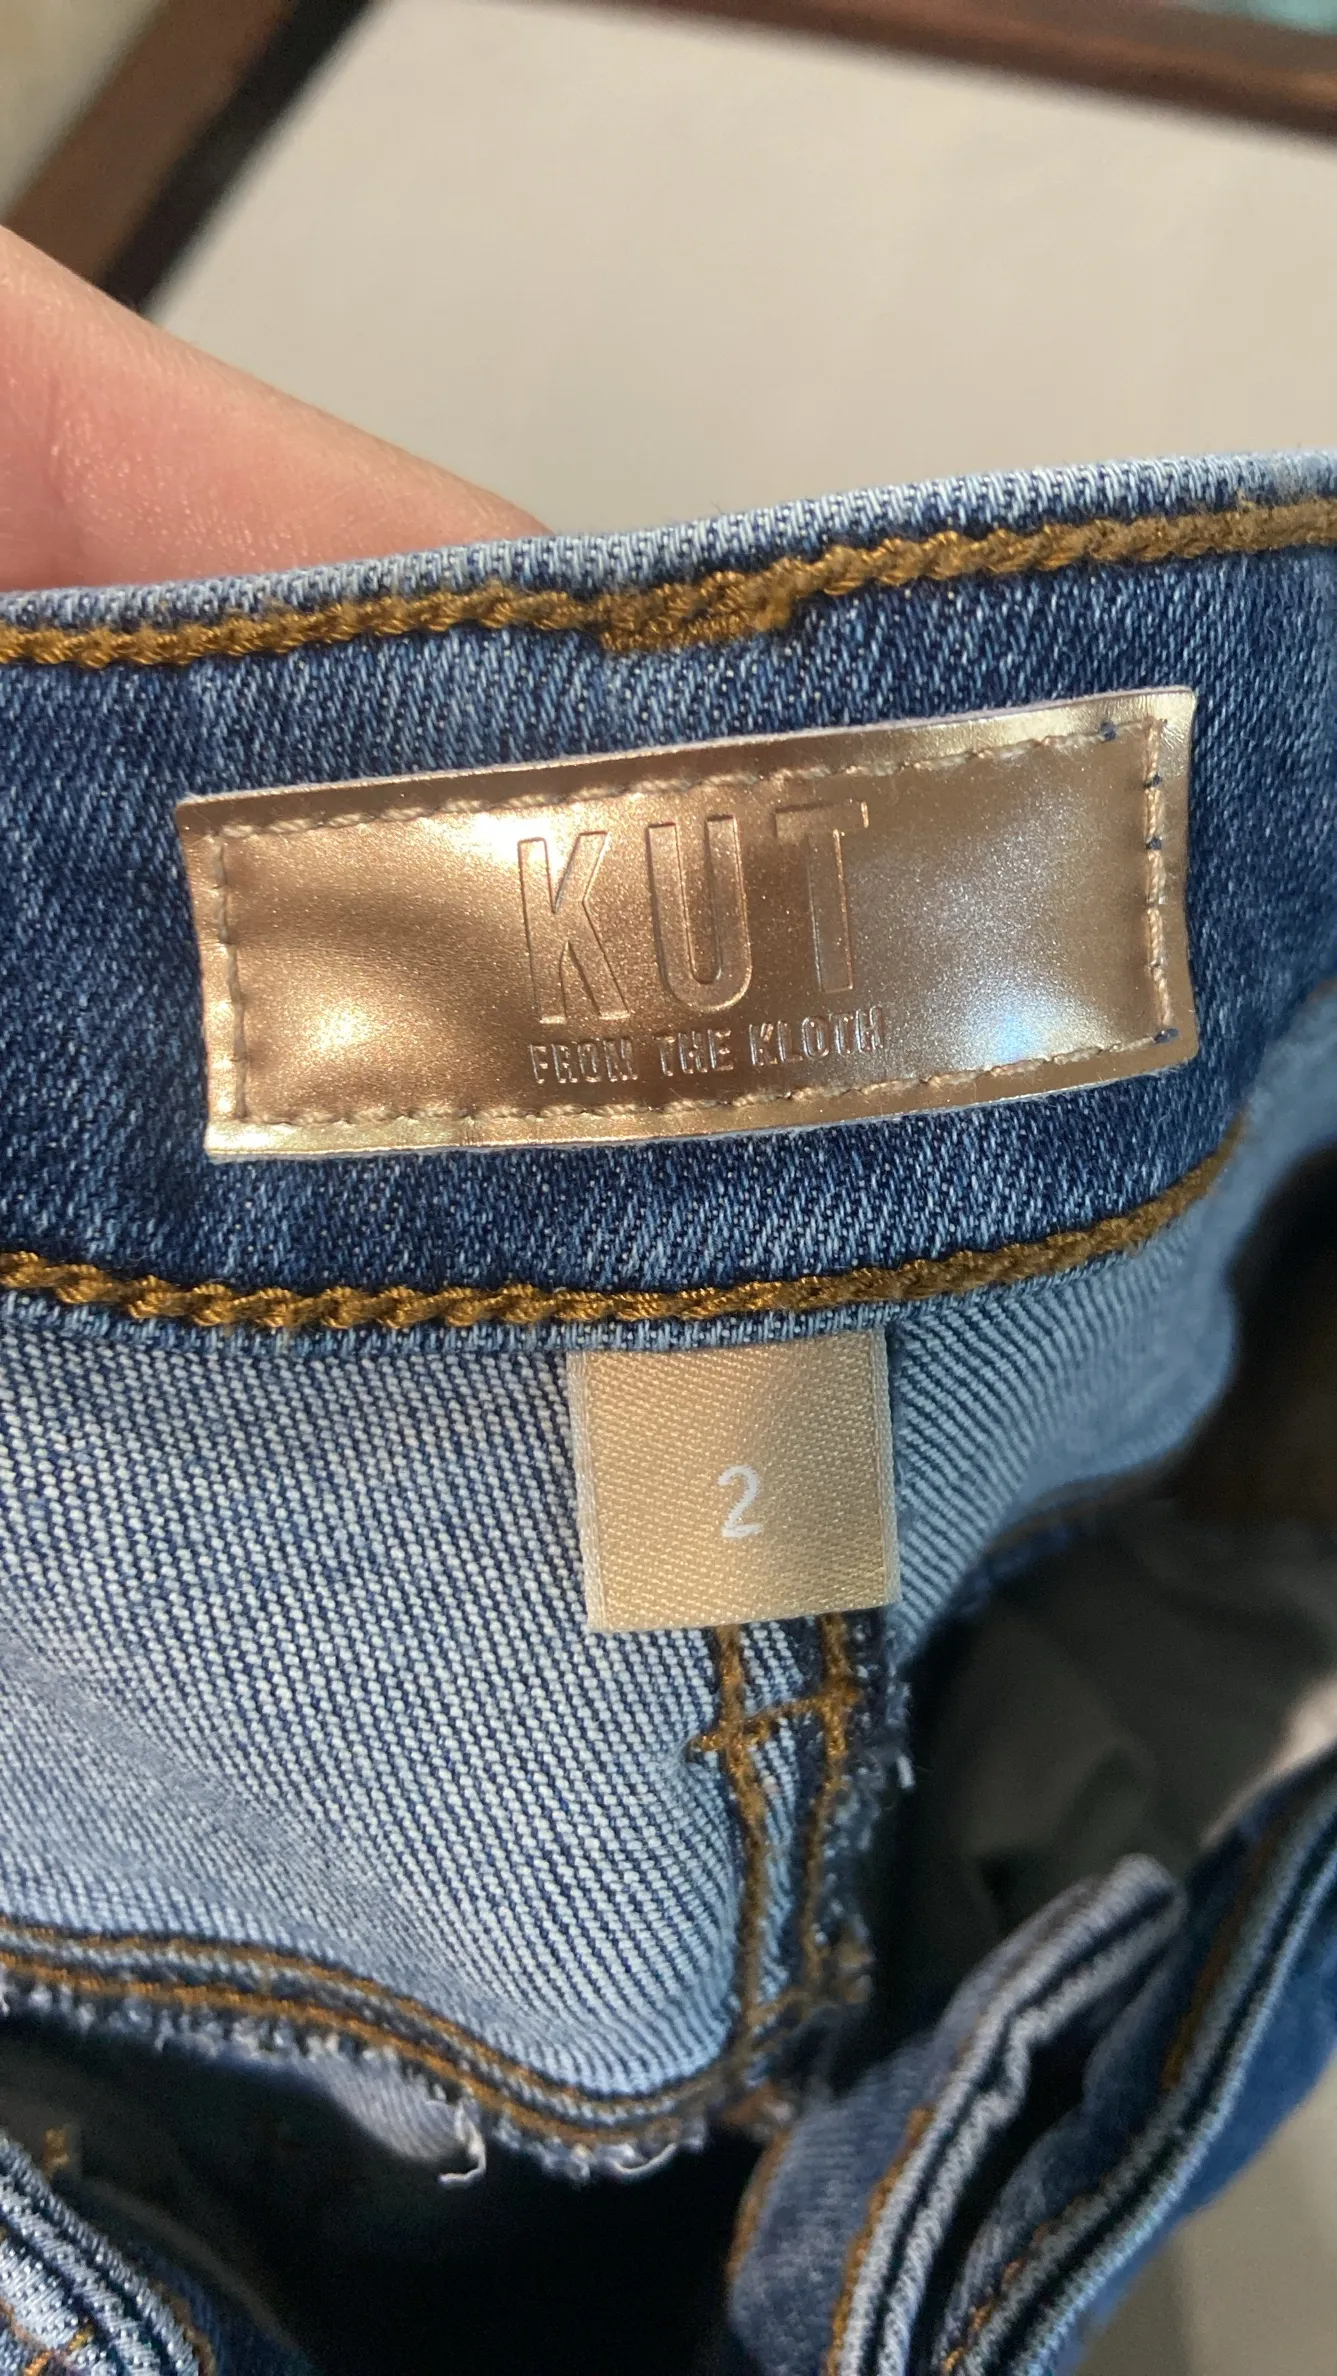 KUT
FROM THE KLOTH
2